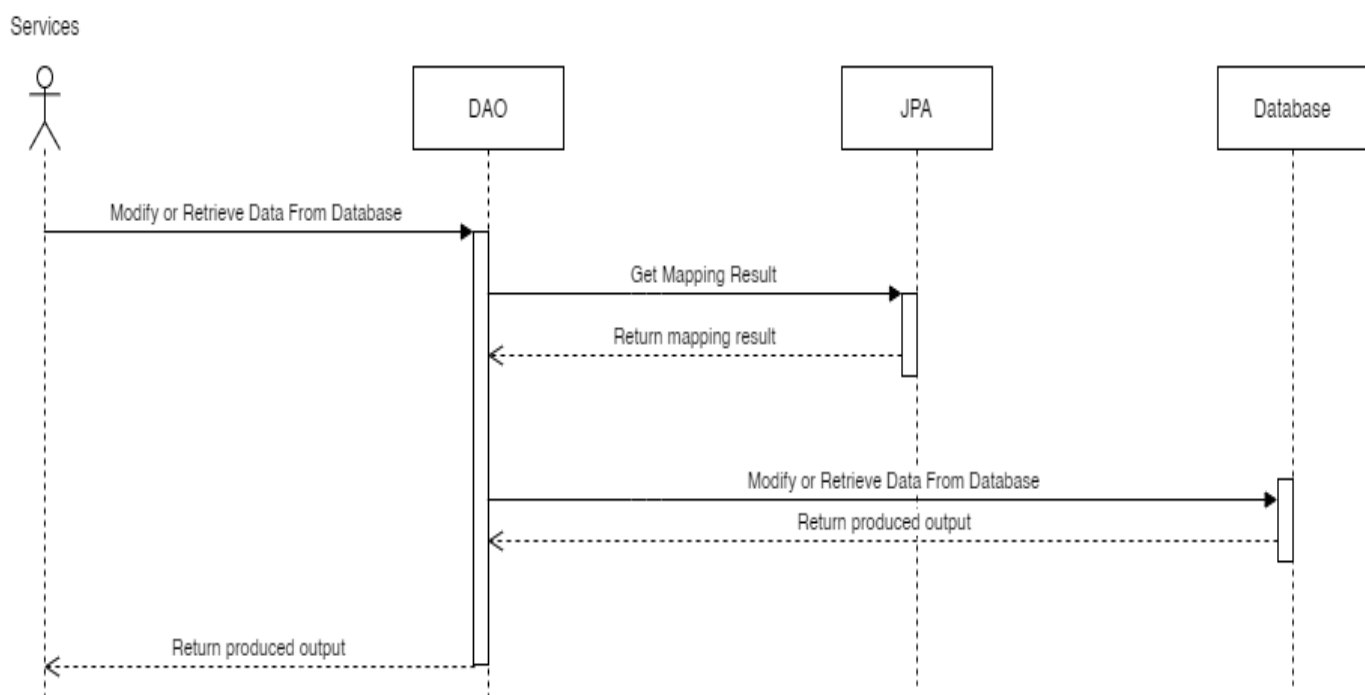 Services
DAO
JPA
Database
Modify or Retrieve Data From Database
Get Mapping Result
Return mapping result
Modify or Retrieve Data From Database
Return produced output
Return produced output